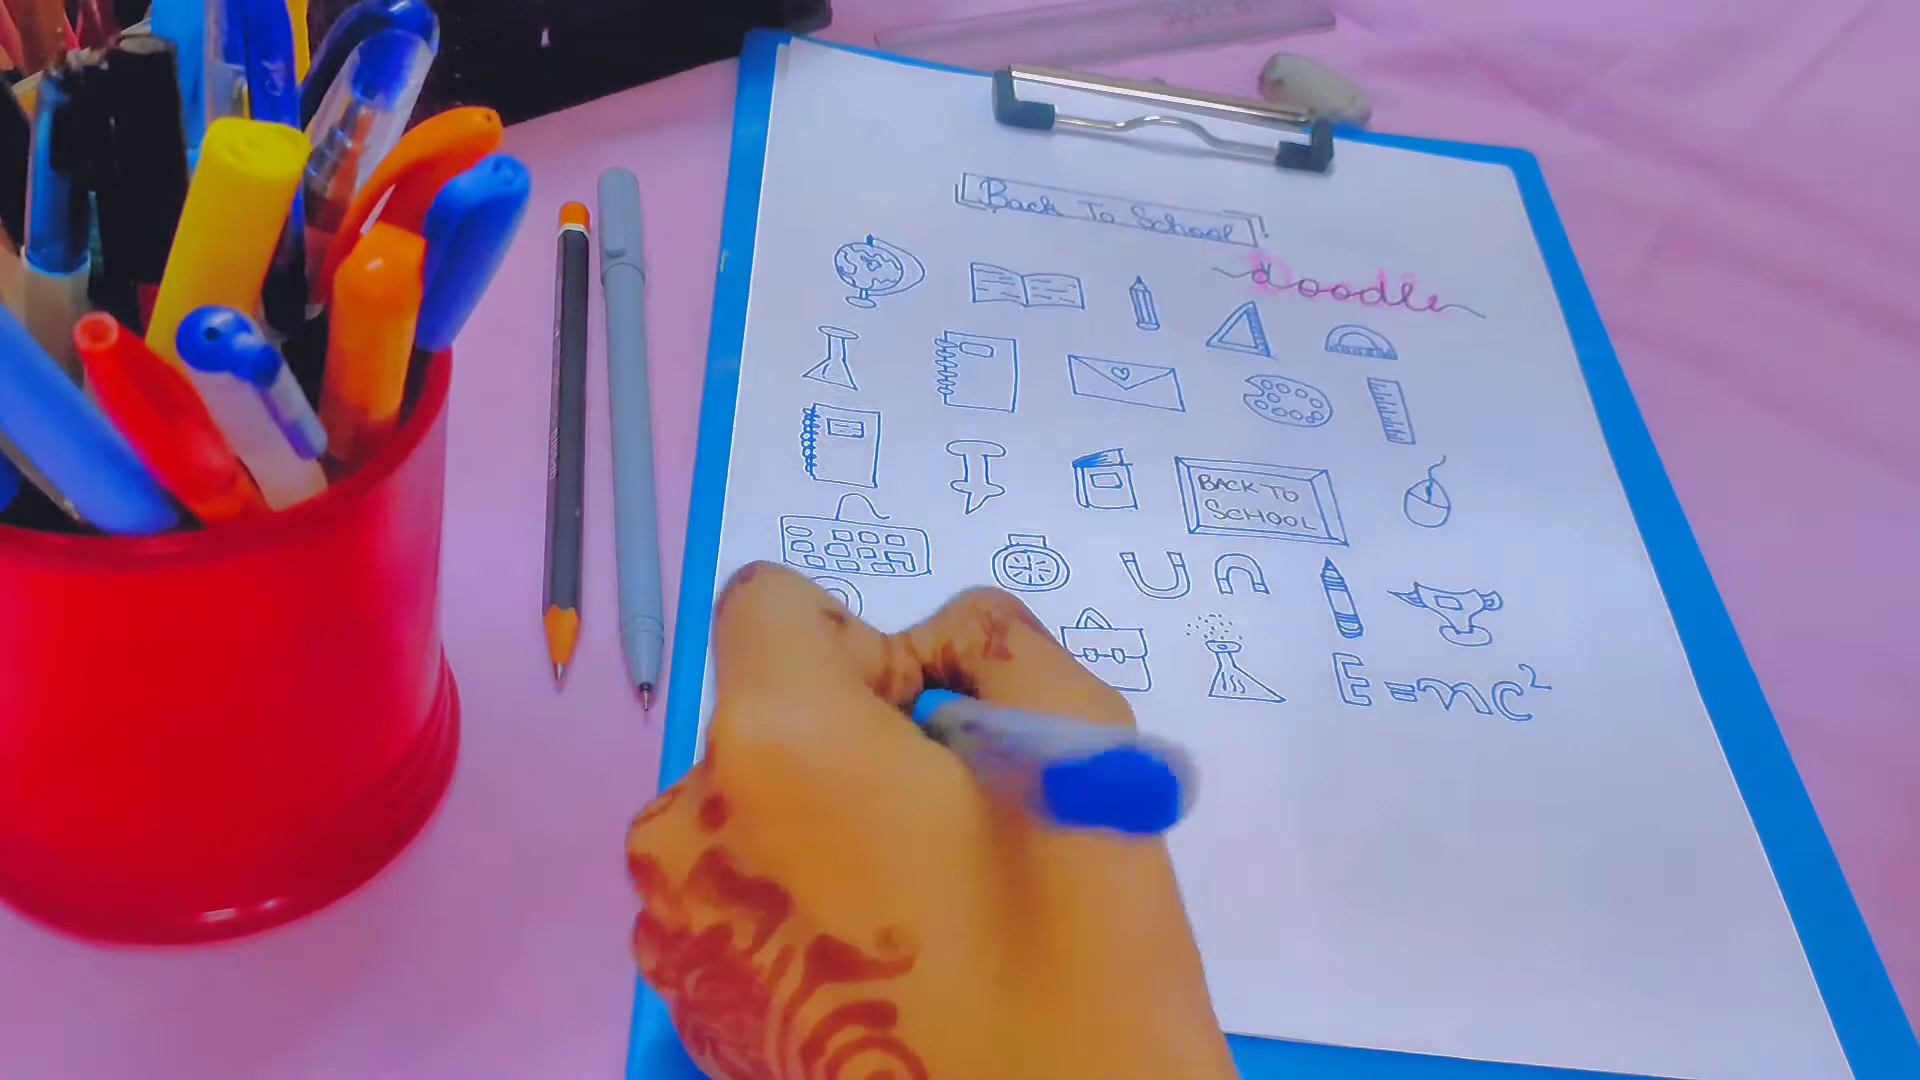 Back To School
doodle
BACK TO
SCHOOL
E=mc²